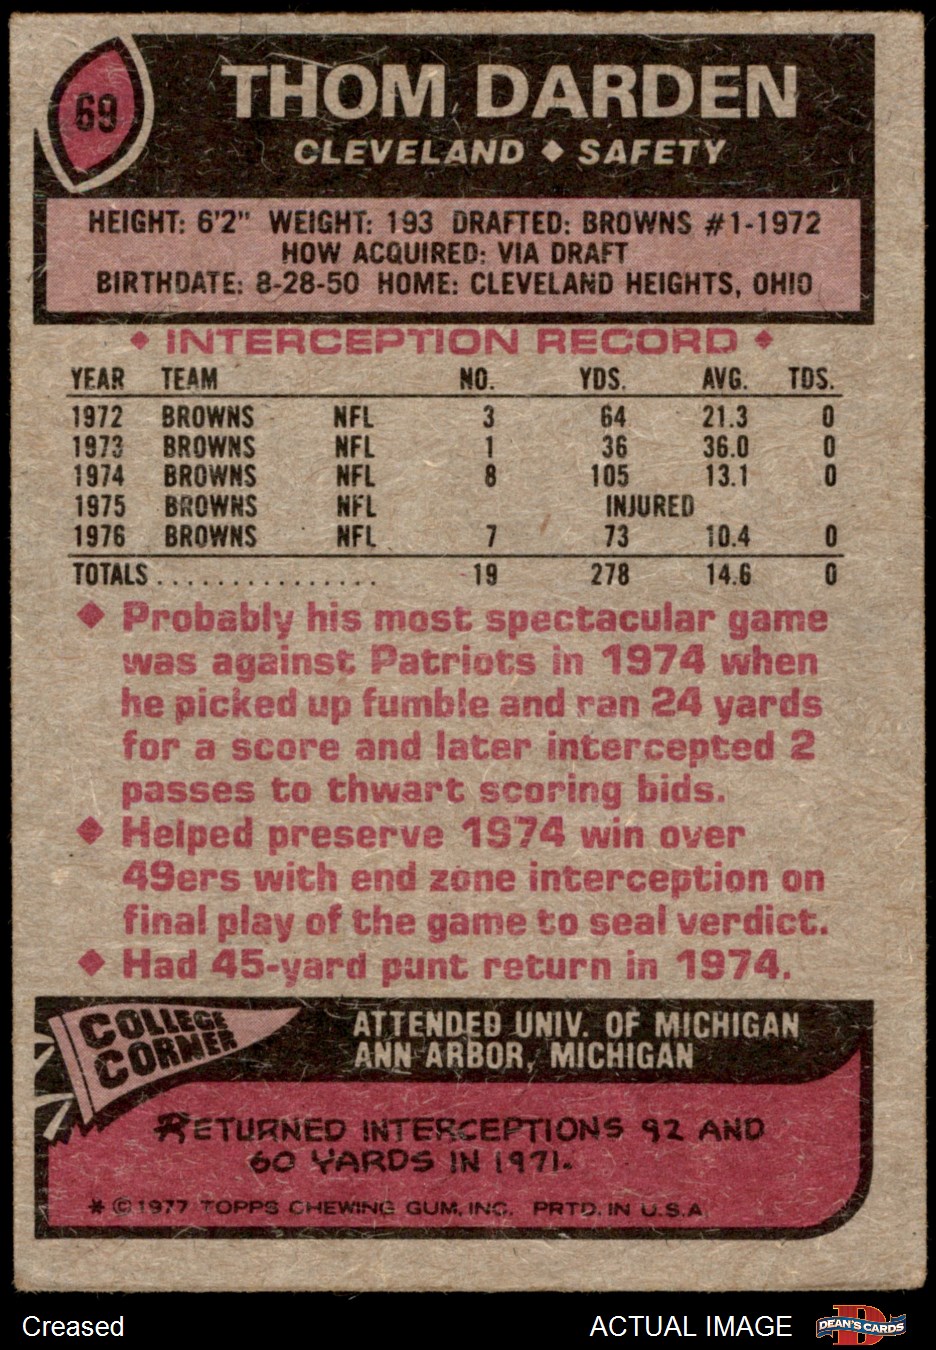 69
THOM DARDEN
CLEVELAND ◆ SAFETY
HEIGHT: 6'2" WEIGHT: 193 DRAFTED: BROWNS #1-1972
HOW ACQUIRED: VIA DRAFT
BIRTHDATE: 8-28-50 HOME: CLEVELAND HEIGHTS, OHIO
◆ INTERCEPTION RECORD ◆
YEAR TEAM NO. YDS. AVG. TDS.
1972 BROWNS NFL 3 64 21.3 0
1973 BROWNS NFL 1 36 36.0 0
1974 BROWNS NFL 8 105 13.1 0
1975 BROWNS NFL INJURED
1976 BROWNS NFL 7 73 10.4 0
TOTALS ............... 19 278 14.6 0
◆ Probably his most spectacular game
was against Patriots in 1974 when
he picked up fumble and ran 24 yards
for a score and later intercepted 2
passes to thwart scoring bids.
◆ Helped preserve 1974 win over
49ers with end zone interception on
final play of the game to seal verdict.
◆ Had 45-yard punt return in 1974.
COLLEGE
CORNER
ATTENDED UNIV. OF MICHIGAN
ANN ARBOR, MICHIGAN
RETURNED INTERCEPTIONS 92 AND
60 YARDS IN 1971.
* © 1977 TOPPS CHEWING GUM, INC. PRTD. IN U.S.A.
Creased
ACTUAL IMAGE
DEAN'S CARDS